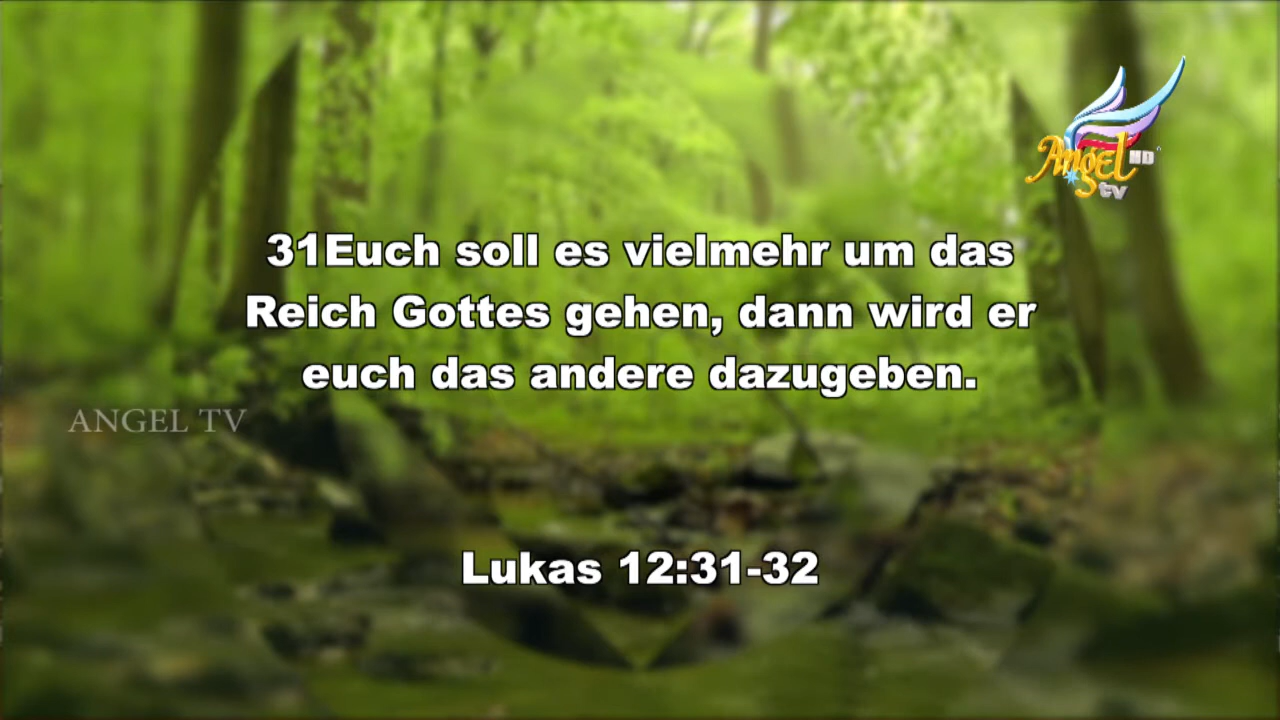 Angel HD
tv
31Euch soll es vielmehr um das
Reich Gottes gehen, dann wird er
euch das andere dazugeben.
ANGEL TV
Lukas 12:31-32